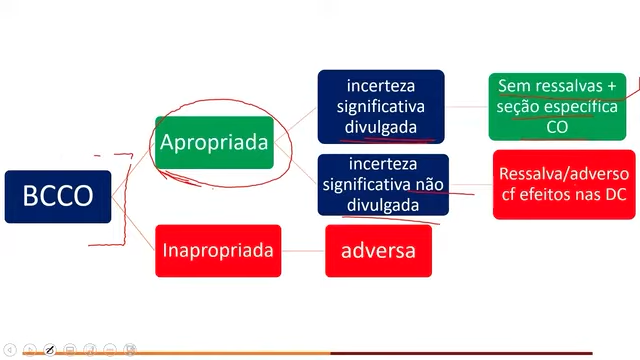 BCCO
Apropriada
incerteza
significativa
divulgada
Sem ressalvas +
seção específica
CO
incerteza
significativa não
divulgada
Ressalva/adverso
cf efeitos nas DC
Inapropriada
adversa